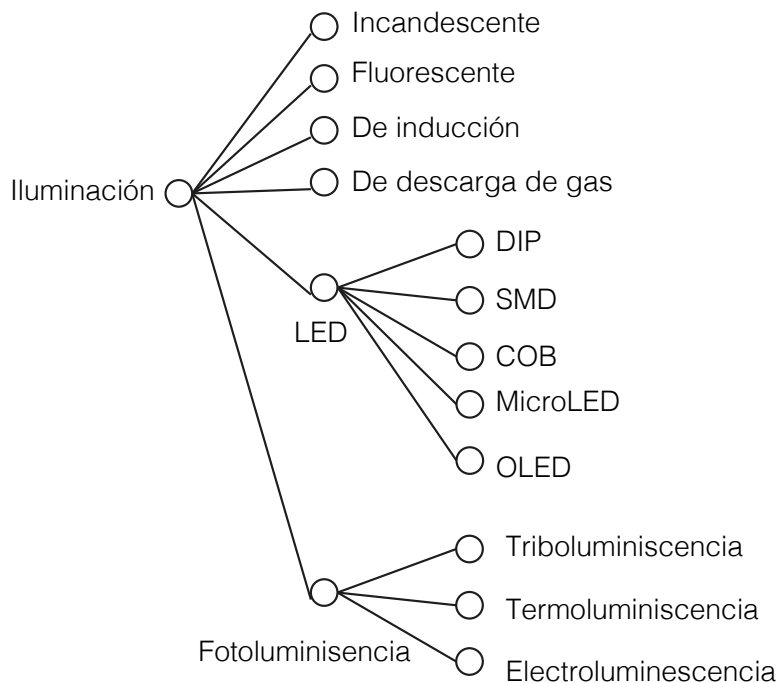 Incandescente
Fluorescente
De inducción
De descarga de gas
Iluminación
DIP
SMD
LED
COB
MicroLED
OLED
Triboluminiscencia
Termoluminiscencia
Fotoluminisencia
Electroluminescencia